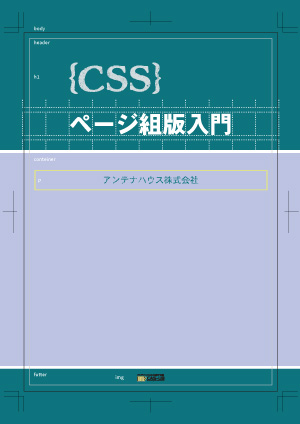 body
header
h1
{CSS}
ページ組版入門
container
p
アンテナハウス株式会社
footer
img